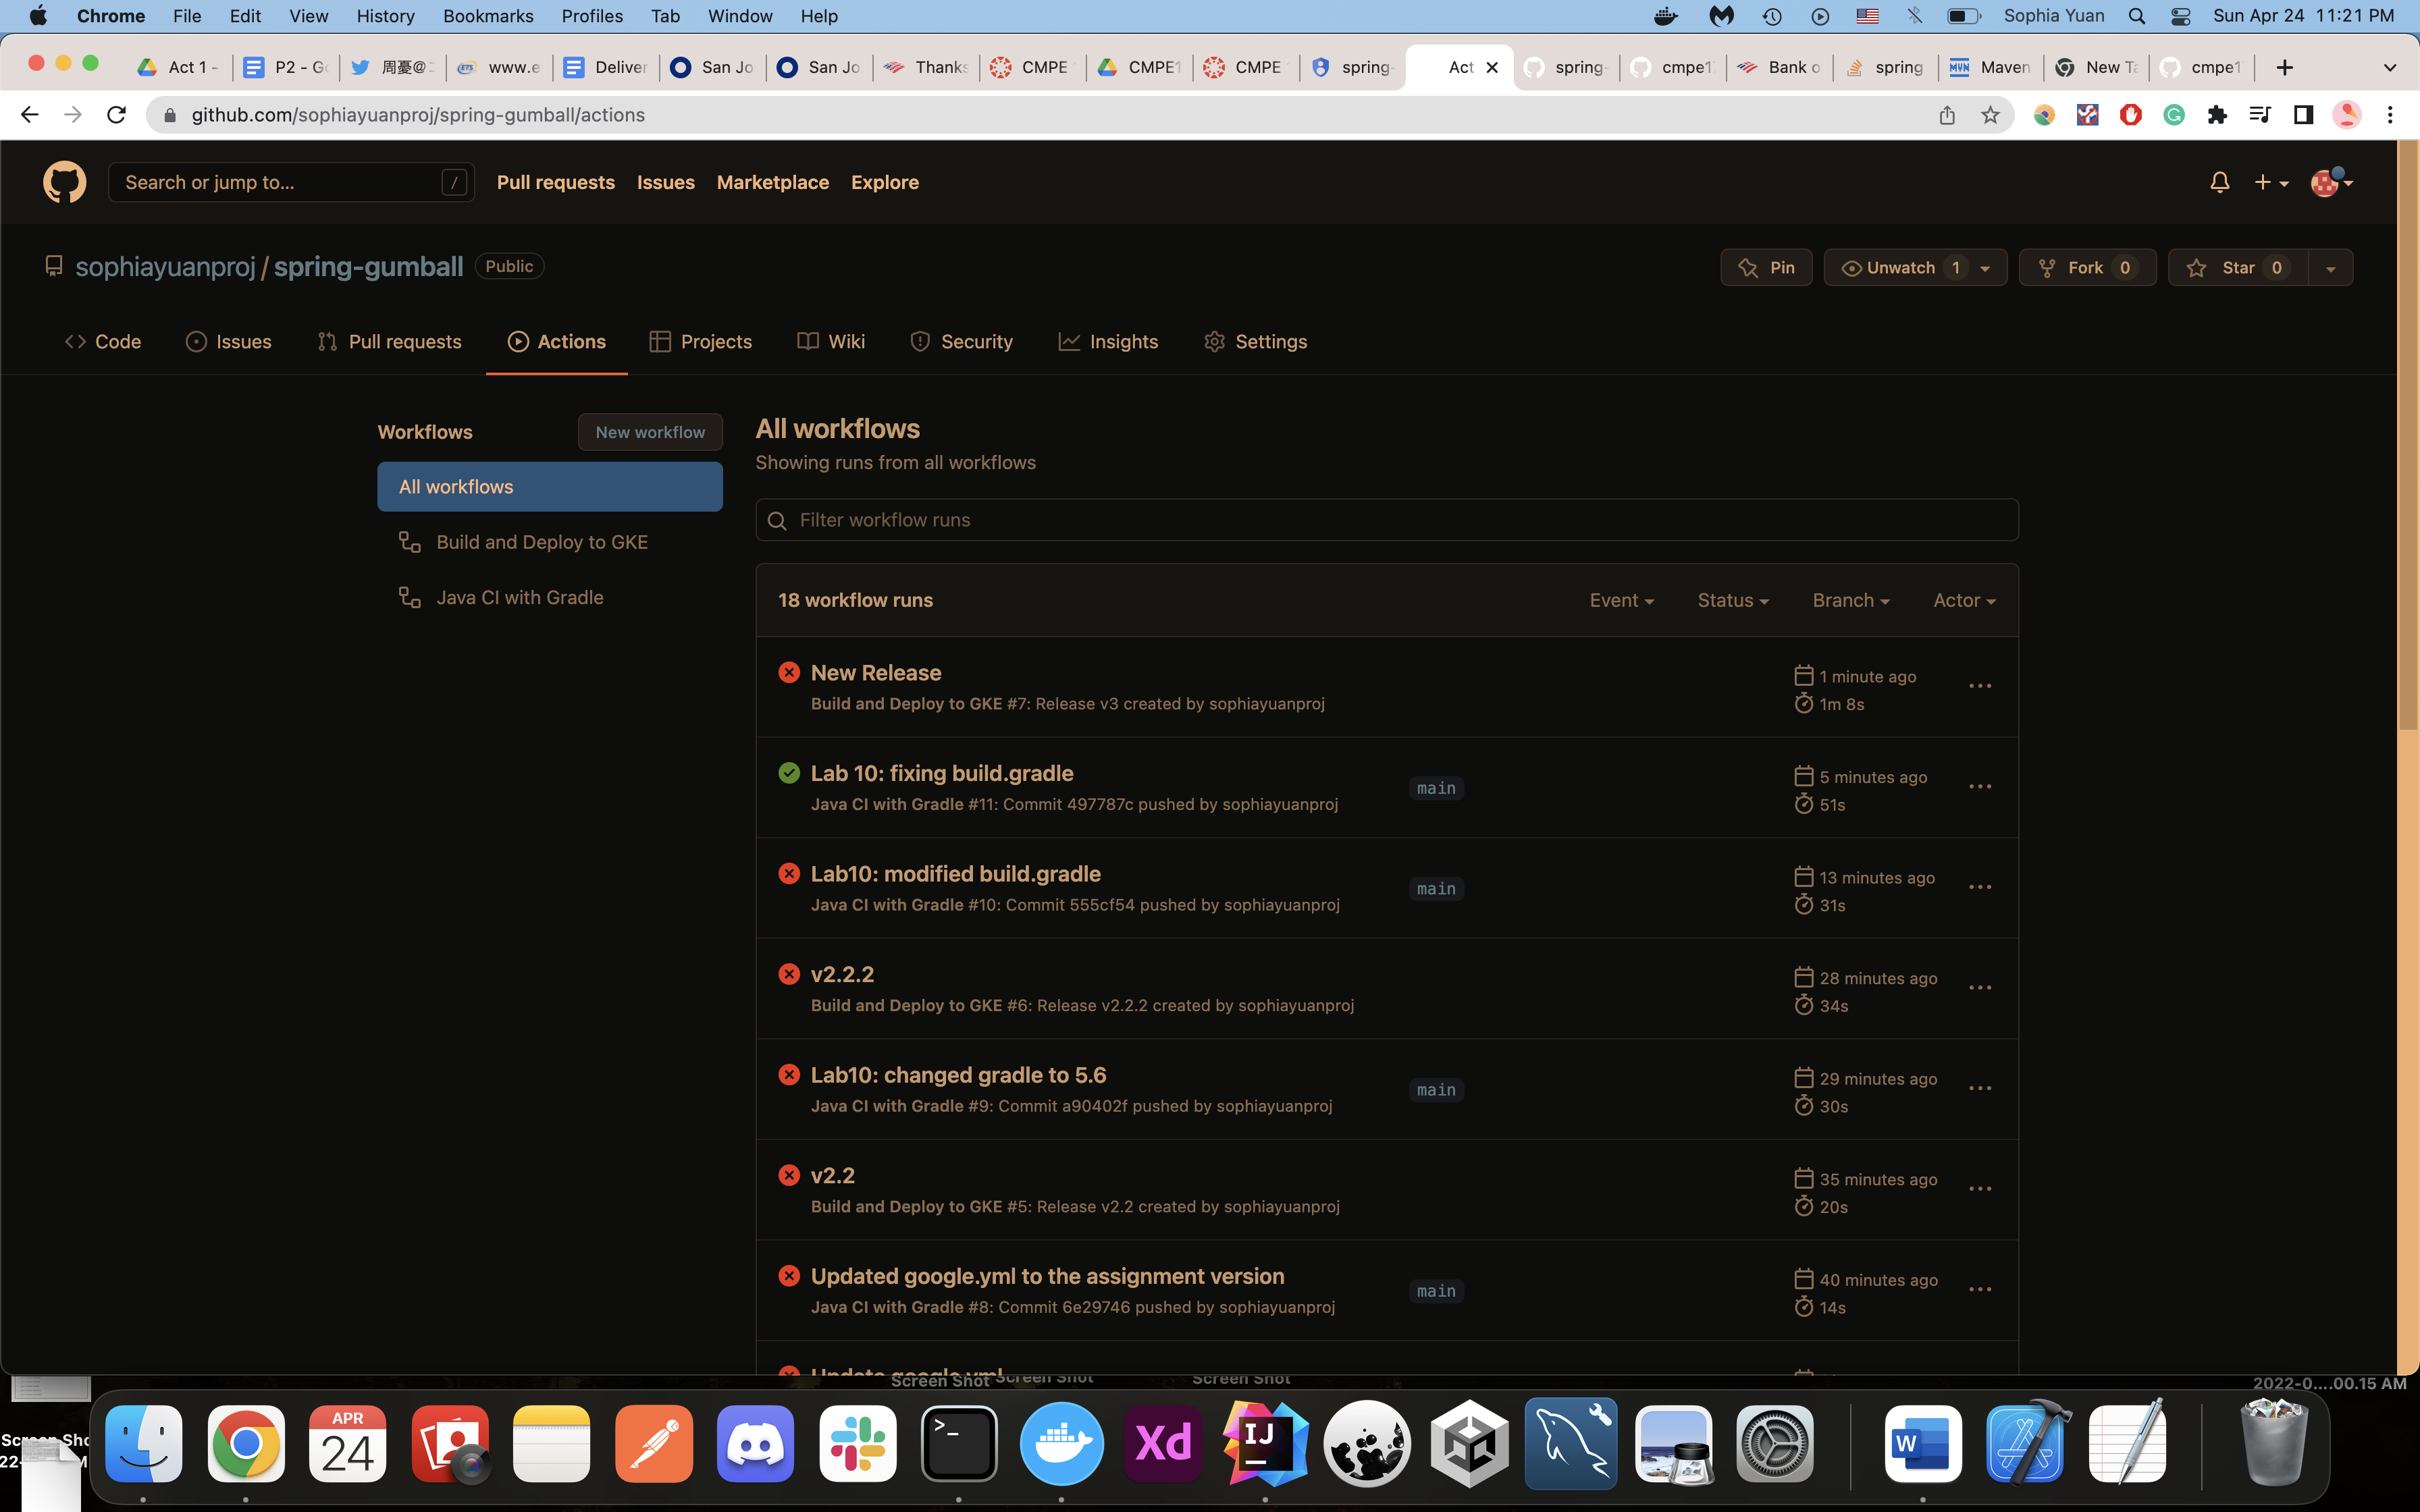 Chrome File Edit View History Bookmarks Profiles Tab Window Help Sophia Yuan Sun Apr 24 11:21 PM
Act 1 - P2 - Go 周憂@ www.e Deliver San Jo San Jo Thanks CMPE CMPE1 CMPE spring- Act spring- cmpe1 Bank o spring Maven New Ta cmpe1
github.com/sophiayuanproj/spring-gumball/actions
Search or jump to... / Pull requests Issues Marketplace Explore
sophiayuanproj / spring-gumball Public Pin Unwatch 1 Fork 0 Star 0
Code Issues Pull requests Actions Projects Wiki Security Insights Settings
Workflows New workflow
All workflows
Build and Deploy to GKE
Java CI with Gradle
All workflows
Showing runs from all workflows
Filter workflow runs
18 workflow runs Event Status Branch Actor
New Release 1 minute ago
Build and Deploy to GKE #7: Release v3 created by sophiayuanproj 1m 8s
Lab 10: fixing build.gradle main 5 minutes ago
Java CI with Gradle #11: Commit 497787c pushed by sophiayuanproj 51s
Lab10: modified build.gradle main 13 minutes ago
Java CI with Gradle #10: Commit 555cf54 pushed by sophiayuanproj 31s
v2.2.2 28 minutes ago
Build and Deploy to GKE #6: Release v2.2.2 created by sophiayuanproj 34s
Lab10: changed gradle to 5.6 main 29 minutes ago
Java CI with Gradle #9: Commit a90402f pushed by sophiayuanproj 30s
v2.2 35 minutes ago
Build and Deploy to GKE #5: Release v2.2 created by sophiayuanproj 20s
Updated google.yml to the assignment version main 40 minutes ago
Java CI with Gradle #8: Commit 6e29746 pushed by sophiayuanproj 14s
Update google.yml
Screen Shot Screen Shot Screen Shot 2022-0....00.15 AM
APR
24
Xd
IJ
W